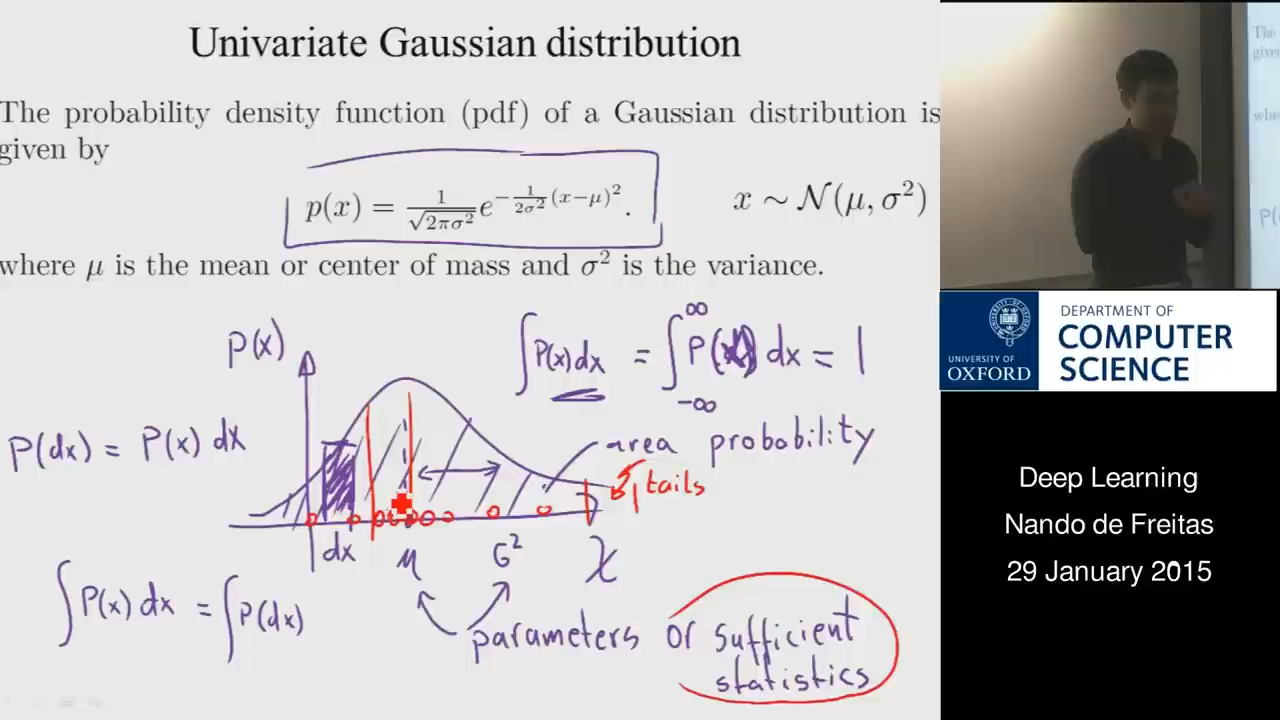 Univariate Gaussian distribution
The probability density function (pdf) of a Gaussian distribution is
given by
p(x) = 1/√(2πσ²) e^{-1/(2σ²) (x−μ)²}.
x ∼ N(μ, σ²)
where μ is the mean or center of mass and σ² is the variance.
P(x)
∫P(x)dx = ∫_{-∞}^{∞} P(x) dx = 1
P(dx) = P(x) dx
area probability
tails
dx
μ
σ²
x
∫P(x) dx = ∫P(dx)
parameters or sufficient
statistics
The
given
whe
P(
UNIVERSITY OF
OXFORD
DEPARTMENT OF
COMPUTER
SCIENCE
Deep Learning
Nando de Freitas
29 January 2015